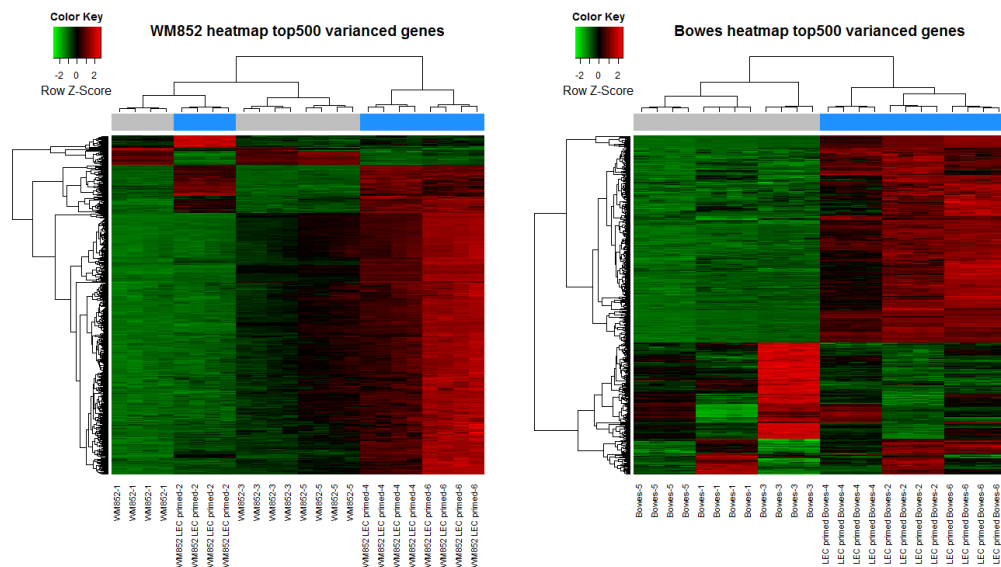 Color Key
-2 0 2
Row Z-Score
WM852 heatmap top500 varianced genes
WM852-1
WM852-1
WM852-1
WM852-1
WM852 LEC primed-2
WM852 LEC primed-2
WM852 LEC primed-2
WM852 LEC primed-2
WM852-3
WM852-3
WM852-3
WM852-3
WM852-5
WM852-5
WM852-5
WM852-5
WM852 LEC primed-4
WM852 LEC primed-4
WM852 LEC primed-4
WM852 LEC primed-4
WM852 LEC primed-6
WM852 LEC primed-6
WM852 LEC primed-6
WM852 LEC primed-6
Color Key
-2 0 2
Row Z-Score
Bowes heatmap top500 varianced genes
Bowes-5
Bowes-5
Bowes-5
Bowes-5
Bowes-1
Bowes-1
Bowes-1
Bowes-1
Bowes-3
Bowes-3
Bowes-3
Bowes-3
LEC primed Bowes-4
LEC primed Bowes-4
LEC primed Bowes-4
LEC primed Bowes-4
LEC primed Bowes-2
LEC primed Bowes-2
LEC primed Bowes-2
LEC primed Bowes-2
LEC primed Bowes-6
LEC primed Bowes-6
LEC primed Bowes-6
LEC primed Bowes-6